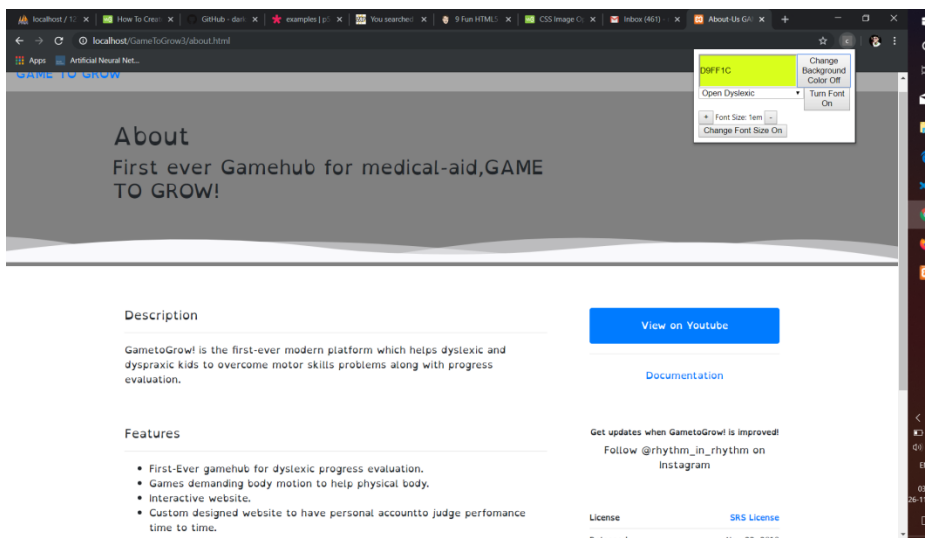 localhost / 12
How To Creat
GitHub - dark
examples | p5
You searched
9 Fun HTML5
CSS Image Op
Inbox (461) -
About-Us GA
localhost/GameToGrow3/about.html
Apps
Artificial Neural Net...
GAME TO GROW
D9FF1C
Change
Background
Color Off
Open Dyslexic
Turn Font
On
+ Font Size: 1em -
Change Font Size On
About
First ever Gamehub for medical-aid,GAME
TO GROW!
Description
GametoGrow! is the first-ever modern platform which helps dyslexic and
dyspraxic kids to overcome motor skills problems along with progress
evaluation.
Features
First-Ever gamehub for dyslexic progress evaluation.
Games demanding body motion to help physical body.
Interactive website.
Custom designed website to have personal accountto judge perfomance
time to time.
View on Youtube
Documentation
Get updates when GametoGrow! is improved!
Follow @rhythm_in_rhythm on
Instagram
License SRS License
03
26-11